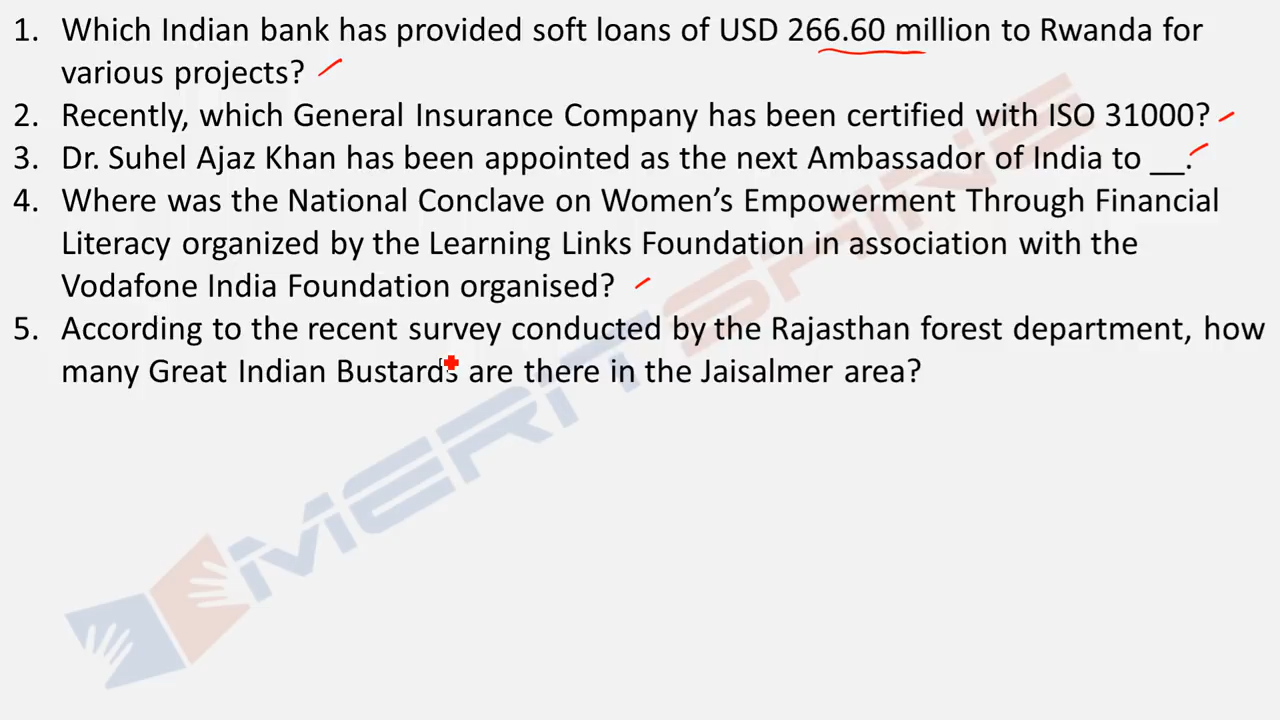 1. Which Indian bank has provided soft loans of USD 266.60 million to Rwanda for
various projects?
2. Recently, which General Insurance Company has been certified with ISO 31000?
3. Dr. Suhel Ajaz Khan has been appointed as the next Ambassador of India to __.
4. Where was the National Conclave on Women’s Empowerment Through Financial
Literacy organized by the Learning Links Foundation in association with the
Vodafone India Foundation organised?
5. According to the recent survey conducted by the Rajasthan forest department, how
many Great Indian Bustards are there in the Jaisalmer area?
MERITSHINE